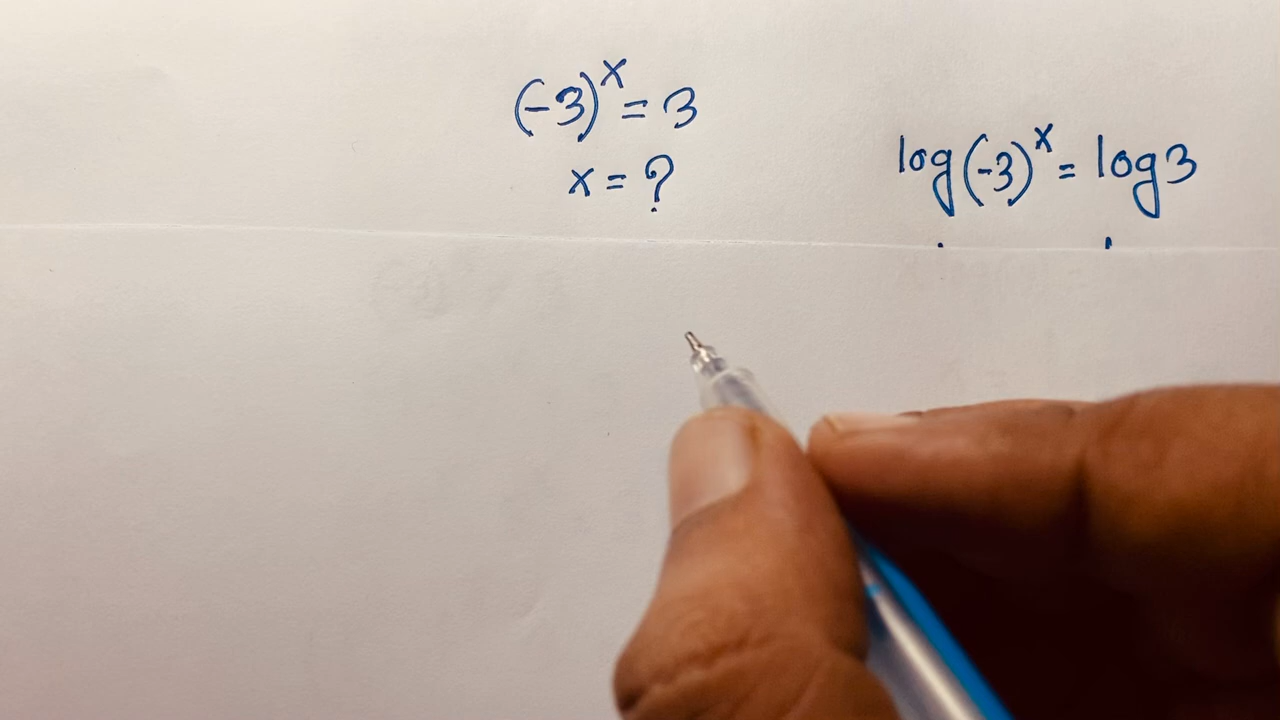 (-3)ˣ = 3
x = ?
log(-3)ˣ = log3